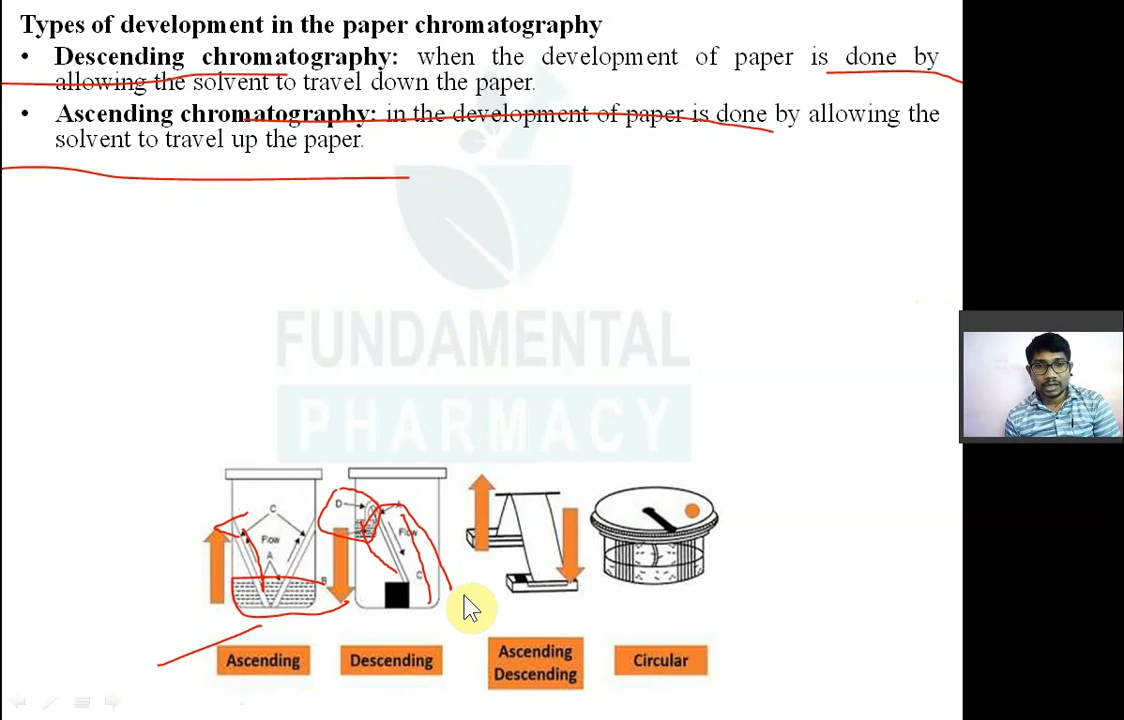 Types of development in the paper chromatography
• Descending chromatography: when the development of paper is done by
allowing the solvent to travel down the paper.
• Ascending chromatography: in the development of paper is done by allowing the
solvent to travel up the paper.
FUNDAMENTAL
PHARMACY
C
Flow
A
B
D
A
Flow
C
Ascending
Descending
Ascending
Descending
Circular